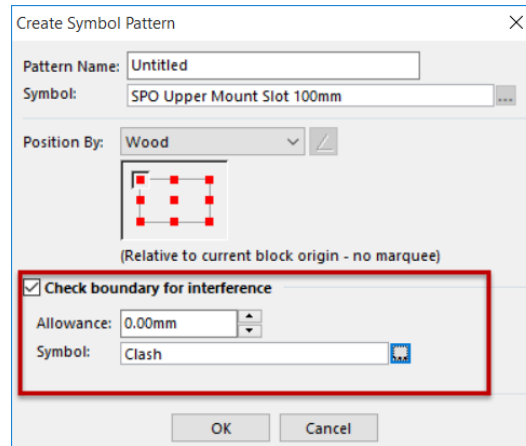 Create Symbol Pattern
Pattern Name: Untitled
Symbol: SPO Upper Mount Slot 100mm ...
Position By: Wood
(Relative to current block origin - no marquee)
Check boundary for interference
Allowance: 0.00mm
Symbol: Clash
OK Cancel